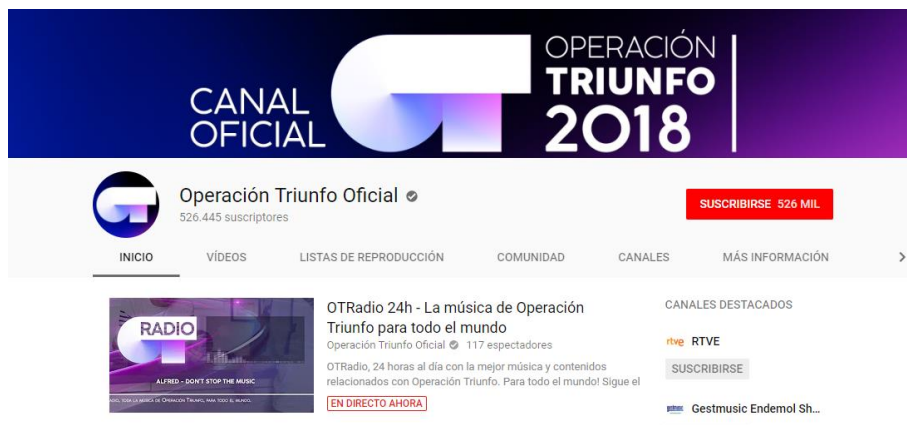 CANAL
OFICIAL
OPERACIÓN
TRIUNFO
2018
Operación Triunfo Oficial
526.445 suscriptores
SUSCRIBIRSE 526 MIL
INICIO VÍDEOS LISTAS DE REPRODUCCIÓN COMUNIDAD CANALES MÁS INFORMACIÓN
RADIO
ALFRED - DON'T STOP THE MUSIC
OTRadio 24h - La música de Operación
Triunfo para todo el mundo
Operación Triunfo Oficial 117 espectadores
OTRadio, 24 horas al día con la mejor música y contenidos
relacionados con Operación Triunfo. Para todo el mundo! Sigue el
EN DIRECTO AHORA
CANALES DESTACADOS
rtve RTVE
SUSCRIBIRSE
Gestmusic Endemol Sh...